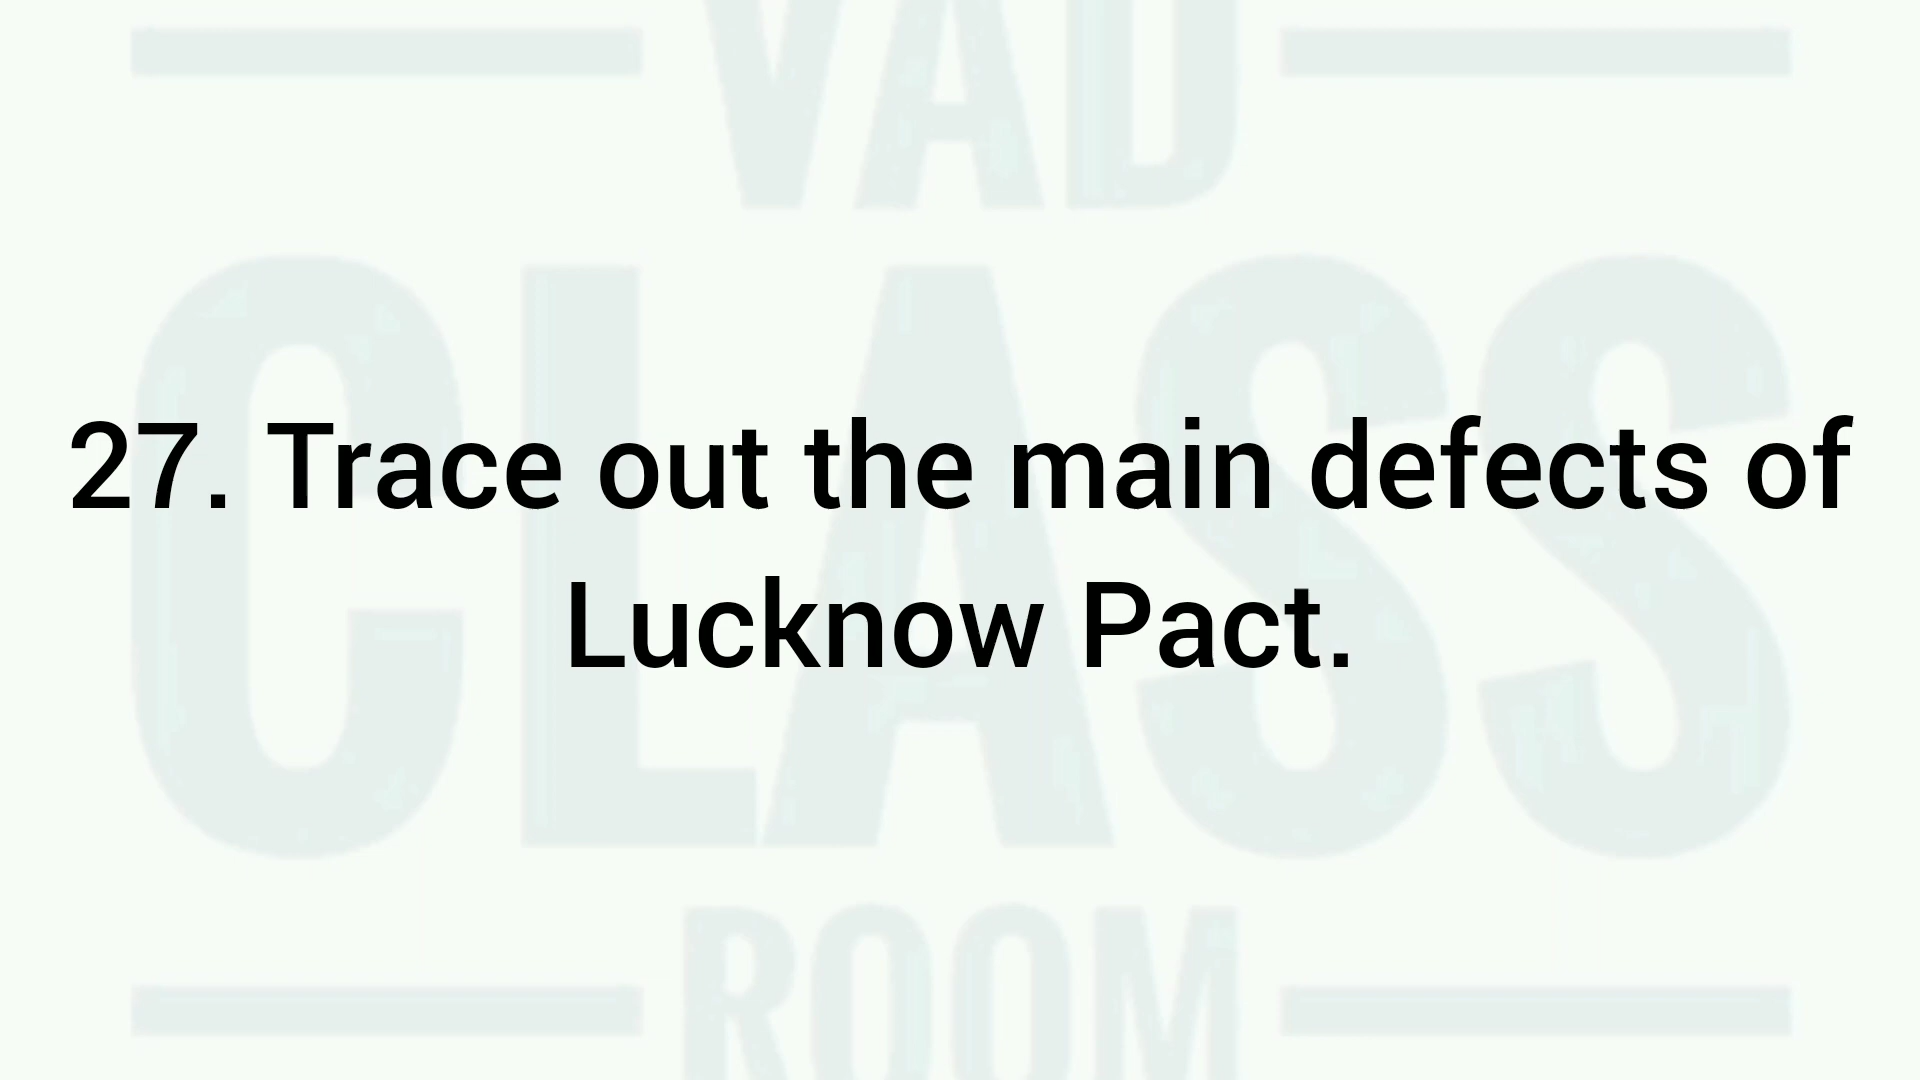 VAD
CLASS
27. Trace out the main defects of
Lucknow Pact.
ROOM